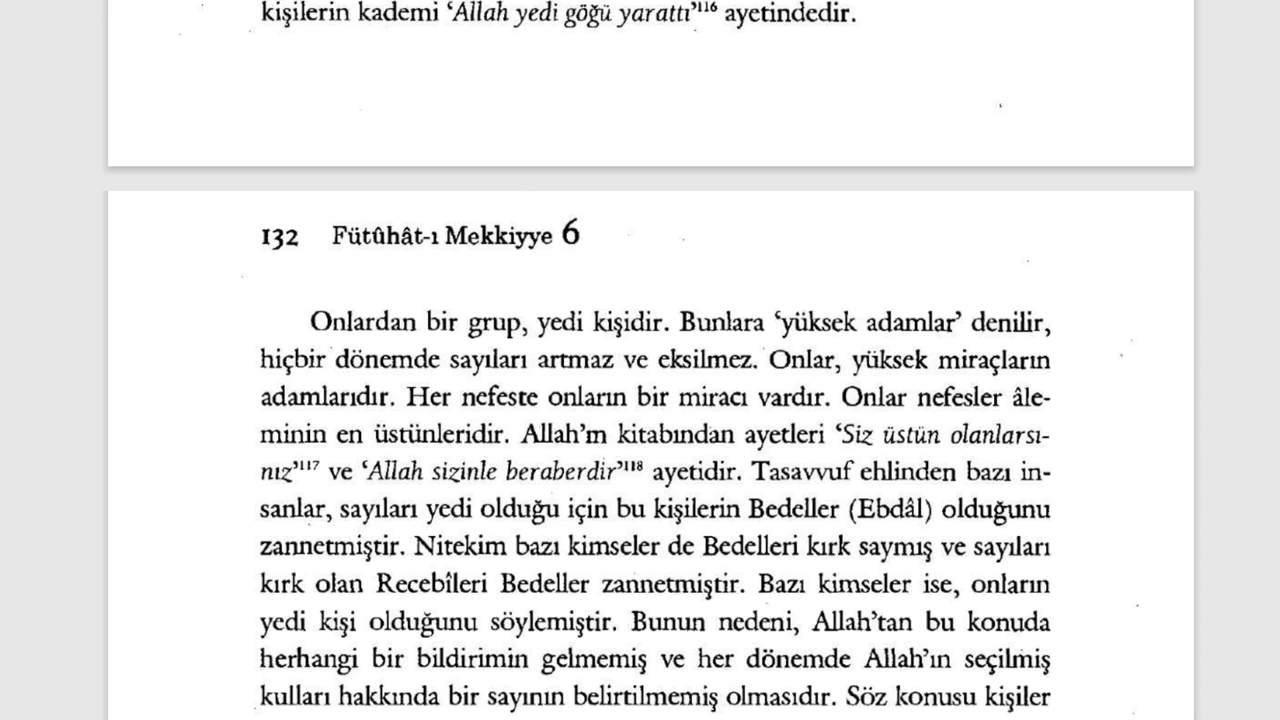 kişilerin kademi ‘Allah yedi göğü yarattı’¹¹⁶ ayetindedir.
132 Fütûhât-ı Mekkiyye 6
Onlardan bir grup, yedi kişidir. Bunlara ‘yüksek adamlar’ denilir,
hiçbir dönemde sayıları artmaz ve eksilmez. Onlar, yüksek miraçların
adamlarıdır. Her nefeste onların bir miracı vardır. Onlar nefesler âle-
minin en üstünleridir. Allah’m kitabından ayetleri ‘Siz üstün olanlarsı-
nız’¹¹⁷ ve ‘Allah sizinle beraberdir’¹¹⁸ ayetidir. Tasavvuf ehlinden bazı in-
sanlar, sayıları yedi olduğu için bu kişilerin Bedeller (Ebdâl) olduğunu
zannetmiştir. Nitekim bazı kimseler de Bedelleri kırk saymış ve sayıları
kırk olan Recebîleri Bedeller zannetmiştir. Bazı kimseler ise, onların
yedi kişi olduğunu söylemiştir. Bunun nedeni, Allah’tan bu konuda
herhangi bir bildirimin gelmemiş ve her dönemde Allah’ın seçilmiş
kulları hakkında bir sayının belirtilmemiş olmasıdır. Söz konusu kişiler